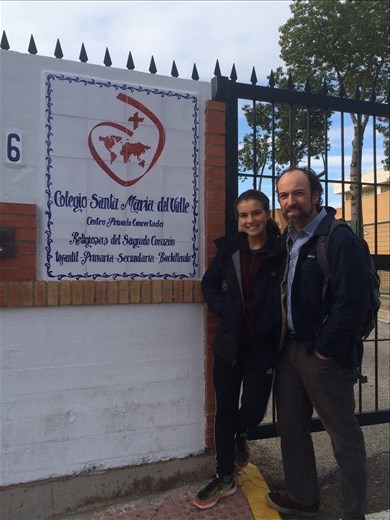 6
Colegio Santa María del Valle
Centro Privado Concertado
Religiosas del Sagrado Corazón
Infantil - Primaria - Secundaria - Bachillerato